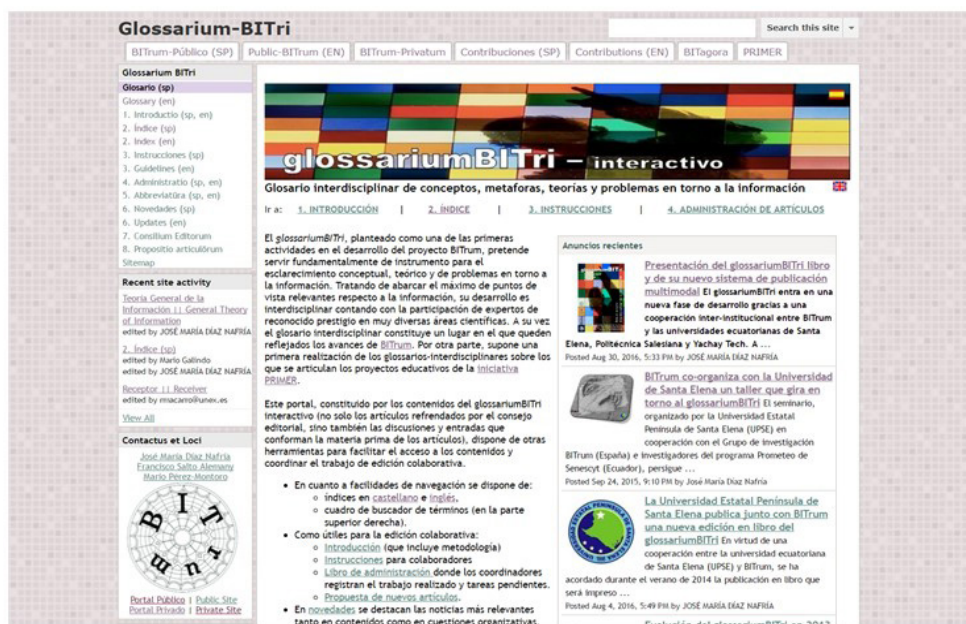 Glossarium-BITri
Search this site
BITrum-Público (SP)
Public-BITrum (EN)
BITrum-Privatum
Contribuciones (SP)
Contributions (EN)
BITagora
PRIMER
Glossarium BITri
Glosario (sp)
Glossary (en)
1. Introductio (sp, en)
2. Índice (sp)
2. Index (en)
3. Instrucciones (sp)
3. Guidelines (en)
4. Administratio (sp, en)
5. Abbreviatūra (sp, en)
6. Novedades (sp)
6. Updates (en)
7. Consilium Editorum
8. Propositio articulōrum
Sitemap
Recent site activity
Teoría General de la
Información || General Theory
of Information
edited by JOSÉ MARÍA DÍAZ NAFRÍA
2. Índice (sp)
edited by Mario Galindo
edited by JOSÉ MARÍA DÍAZ NAFRÍA
Receptor || Receiver
edited by rmacarro@unex.es
View All
Contactus et Loci
José María Díaz Nafría
Francisco Salto Alemany
Mario Pérez-Montoro
BITrum
Portal Público | Public Site
Portal Privado | Private Site
glossariumBITri – interactivo
Glosario interdisciplinar de conceptos, metaforas, teorías y problemas en torno a la información
Ir a: 1. INTRODUCCIÓN | 2. ÍNDICE | 3. INSTRUCCIONES | 4. ADMINISTRACIÓN DE ARTÍCULOS
El glossariumBITri, planteado como una de las primeras
actividades en el desarrollo del proyecto BITrum, pretende
servir fundamentalmente de instrumento para el
esclarecimiento conceptual, teórico y de problemas en torno a
la información. Tratando de abarcar el máximo de puntos de
vista relevantes respecto a la información, su desarrollo es
interdisciplinar contando con la participación de expertos de
reconocido prestigio en muy diversas áreas científicas. A su vez
el glosario interdisciplinar constituye un lugar en el que queden
reflejados los avances de BITrum. Por otra parte, supone una
primera realización de los glosarios-interdisciplinares sobre los
que se articulan los proyectos educativos de la iniciativa
PRIMER.
Este portal, constituido por los contenidos del glossariumBITri
interactivo (no solo los artículos refrendados por el consejo
editorial, sino también las discusiones y entradas que
conforman la materia prima de los artículos), dispone de otras
herramientas para facilitar el acceso a los contenidos y
coordinar el trabajo de edición colaborativa.
En cuanto a facilidades de navegación se dispone de:
índices en castellano e inglés,
cuadro de buscador de términos (en la parte
superior derecha).
Como útiles para la edición colaborativa:
Introducción (que incluye metodología)
Instrucciones para colaboradores
Libro de administración donde los coordinadores
registran el trabajo realizado y tareas pendientes.
Propuesta de nuevos artículos.
En novedades se destacan las noticias más relevantes
tanto en contenidos como en cuestiones organizativas.
Anuncios recientes
Presentación del glossariumBITri libro
y de su nuevo sistema de publicación
multimodal El glossariumBITri entra en una
nueva fase de desarrollo gracias a una
cooperación inter-institucional entre BITrum
y las universidades ecuatorianas de Santa
Elena, Politécnica Salesiana y Yachay Tech. A ...
Posted Aug 30, 2016, 5:33 PM by JOSÉ MARÍA DÍAZ NAFRÍA
BITrum co-organiza con la Universidad
de Santa Elena un taller que gira en
torno al glossariumBITri El seminario,
organizado por la Universidad Estatal
Península de Santa Elena (UPSE) en
cooperación con el Grupo de Investigación
BITrum (España) e investigadores del programa Prometeo de
Senescyt (Ecuador), persigue ...
Posted Sep 24, 2015, 9:10 PM by José María Díaz Nafría
La Universidad Estatal Península de
Santa Elena publica junto con BITrum
una nueva edición en libro del
glossariumBITri En virtud de una
cooperación entre la universidad ecuatoriana
de Santa Elena (UPSE) y BITrum, se ha
acordado durante el verano de 2014 la publicación en libro que
será impreso ...
Posted Aug 4, 2016, 5:49 PM by JOSÉ MARÍA DÍAZ NAFRÍA